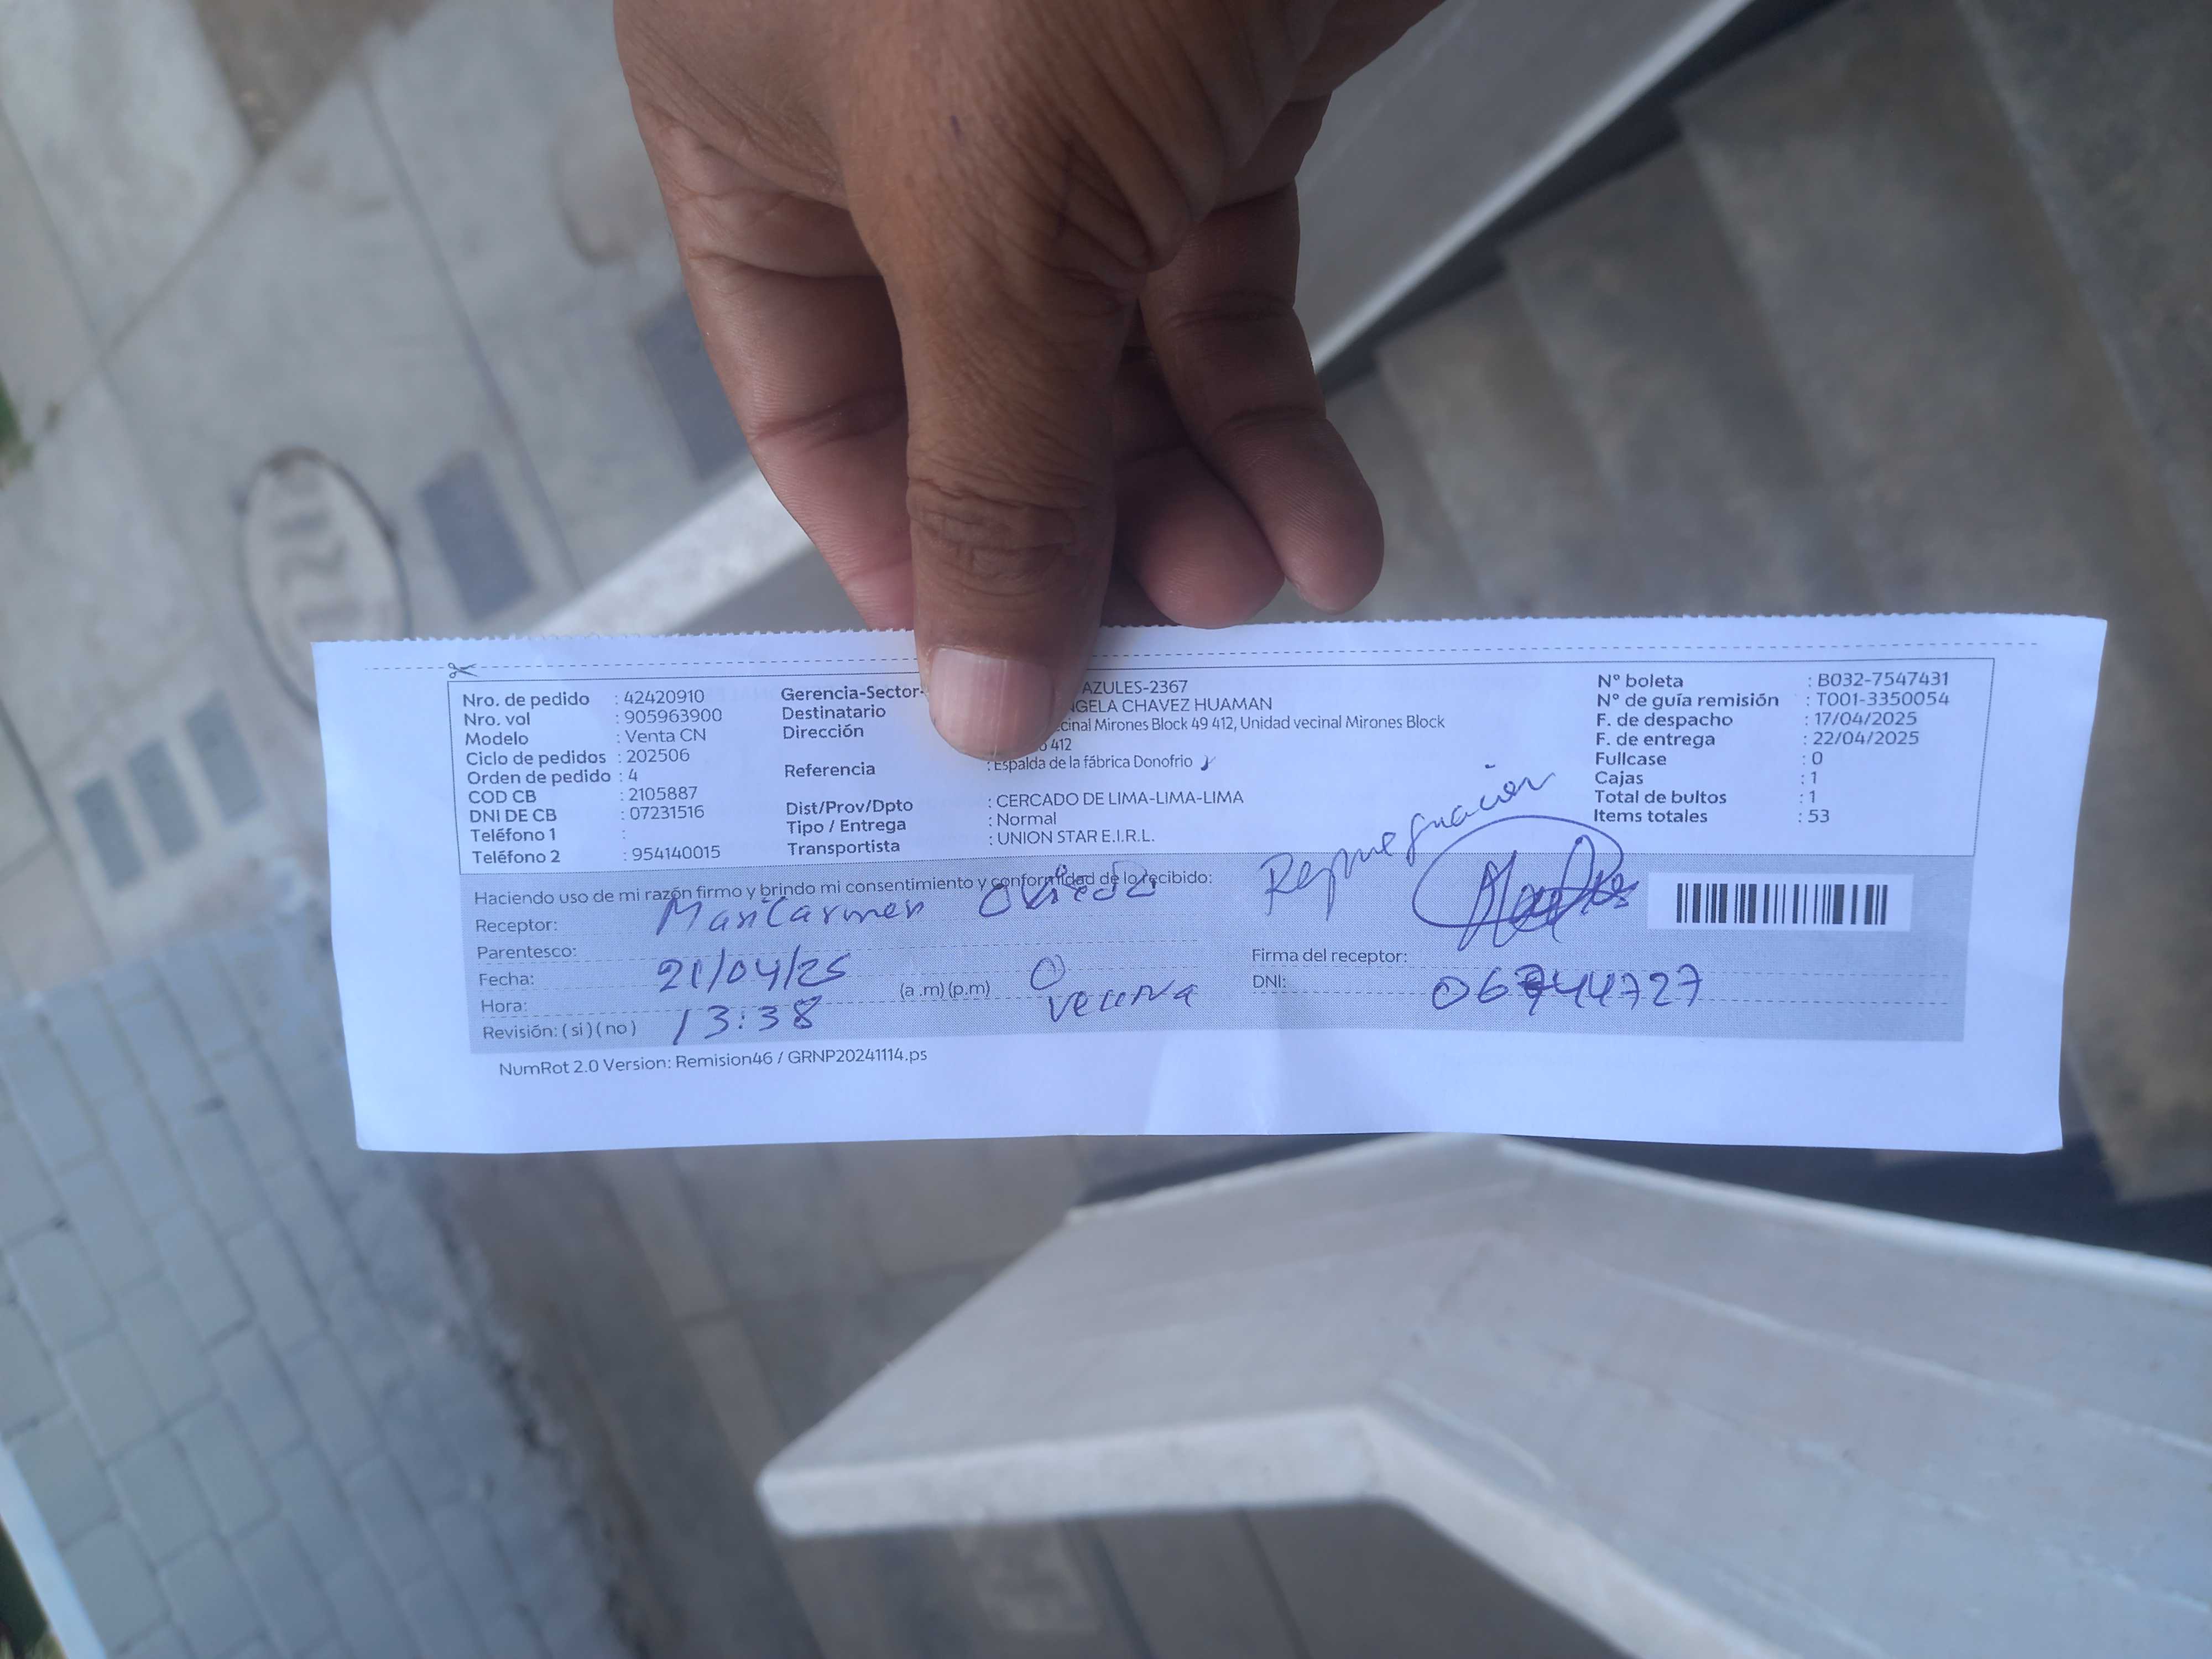 Nro. de pedido : 42420910
Nro. vol : 905963900
Modelo : Venta CN
Ciclo de pedidos : 202506
Orden de pedido : 4
COD CB : 2105887
DNI DE CB : 07231516
Teléfono 1 :
Teléfono 2 : 954140015
Gerencia-Sector- AZULES-2367
Destinatario CHAVEZ HUAMAN
Dirección Mirones Block 49 412, Unidad vecinal Mirones Block
412
Referencia : Espalda de la fábrica Donofrio
Dist/Prov/Dpto : CERCADO DE LIMA-LIMA-LIMA
Tipo / Entrega : Normal
Transportista : UNION STAR E.I.R.L.
N° boleta : B032-7547431
N° de guía remisión : T001-3350054
F. de despacho : 17/04/2025
F. de entrega : 22/04/2025
Fullcase : 0
Cajas : 1
Total de bultos : 1
Items totales : 53
Haciendo uso de mi razón firmo y brindo mi consentimiento y conformidad de lo recibido:
Receptor: MariCarmen Oviedo
Parentesco:
Fecha: 21/04/25
Hora: 13:38 (a .m) (p.m)
vecina
Revisión: ( si ) ( no )
Firma del receptor:
DNI: 06744727
NumRot 2.0 Version: Remision46 / GRNP20241114.ps